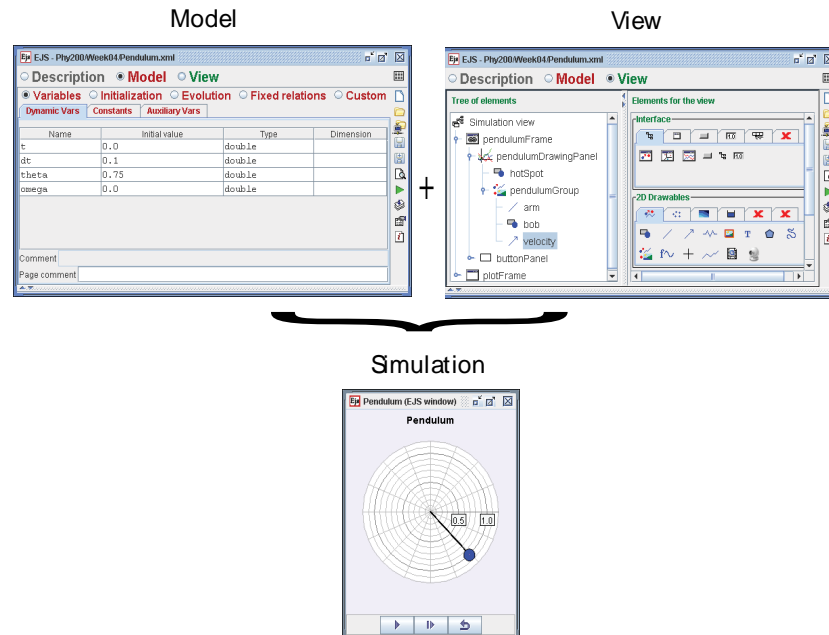 Model
View
EJS - Phy200/Week04/Pendulum.xml
Description Model View
Variables Initialization Evolution Fixed relations Custom
Dynamic Vars Constants Auxiliary Vars
Name Initial value Type Dimension
t 0.0 double
dt 0.1 double
theta 0.75 double
omega 0.0 double
Comment
Page comment
+
EJS - Phy200/Week04/Pendulum.xml
Description Model View
Tree of elements
Simulation view
pendulumFrame
pendulumDrawingPanel
hotSpot
pendulumGroup
arm
bob
velocity
buttonPanel
plotFrame
Elements for the view
Interface
2D Drawables
Simulation
Pendulum (EJS window)
Pendulum
0.5 1.0